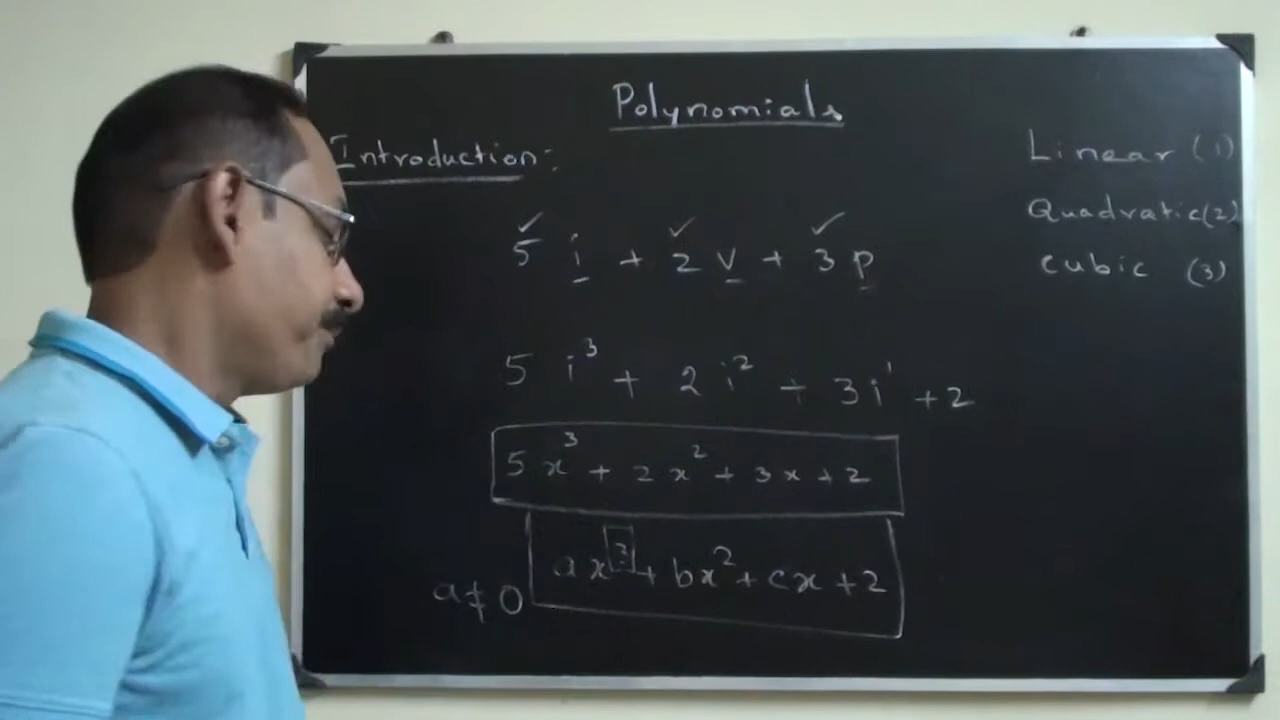 Polynomials
Introduction:
5 i + 2 v + 3 p
5 i³ + 2 i² + 3 i¹ + 2
5 x³ + 2 x² + 3 x + 2
a x³ + b x² + c x + 2
a ≠ 0
Linear (1)
Quadratic (2)
cubic (3)